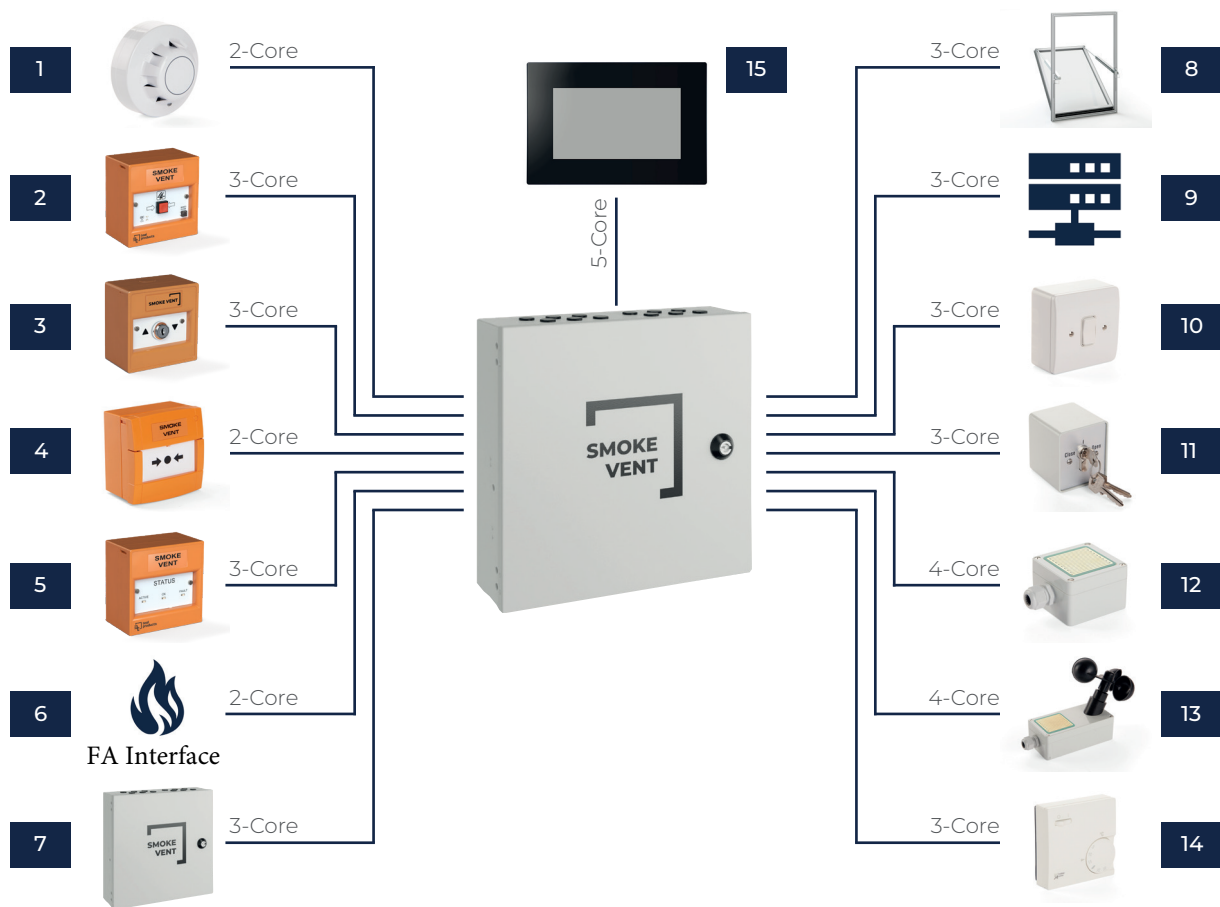 1
2-Core
15
3-Core
8
2
SMOKE
VENT
3-Core
3-Core
9
5-Core
3
SMOKE VENT
3-Core
3-Core
10
SMOKE
VENT
4
SMOKE
VENT
2-Core
3-Core
Close
Open
11
5
SMOKE
VENT
STATUS
3-Core
4-Core
12
6
2-Core
4-Core
13
FA Interface
7
SMOKE
VENT
3-Core
3-Core
14